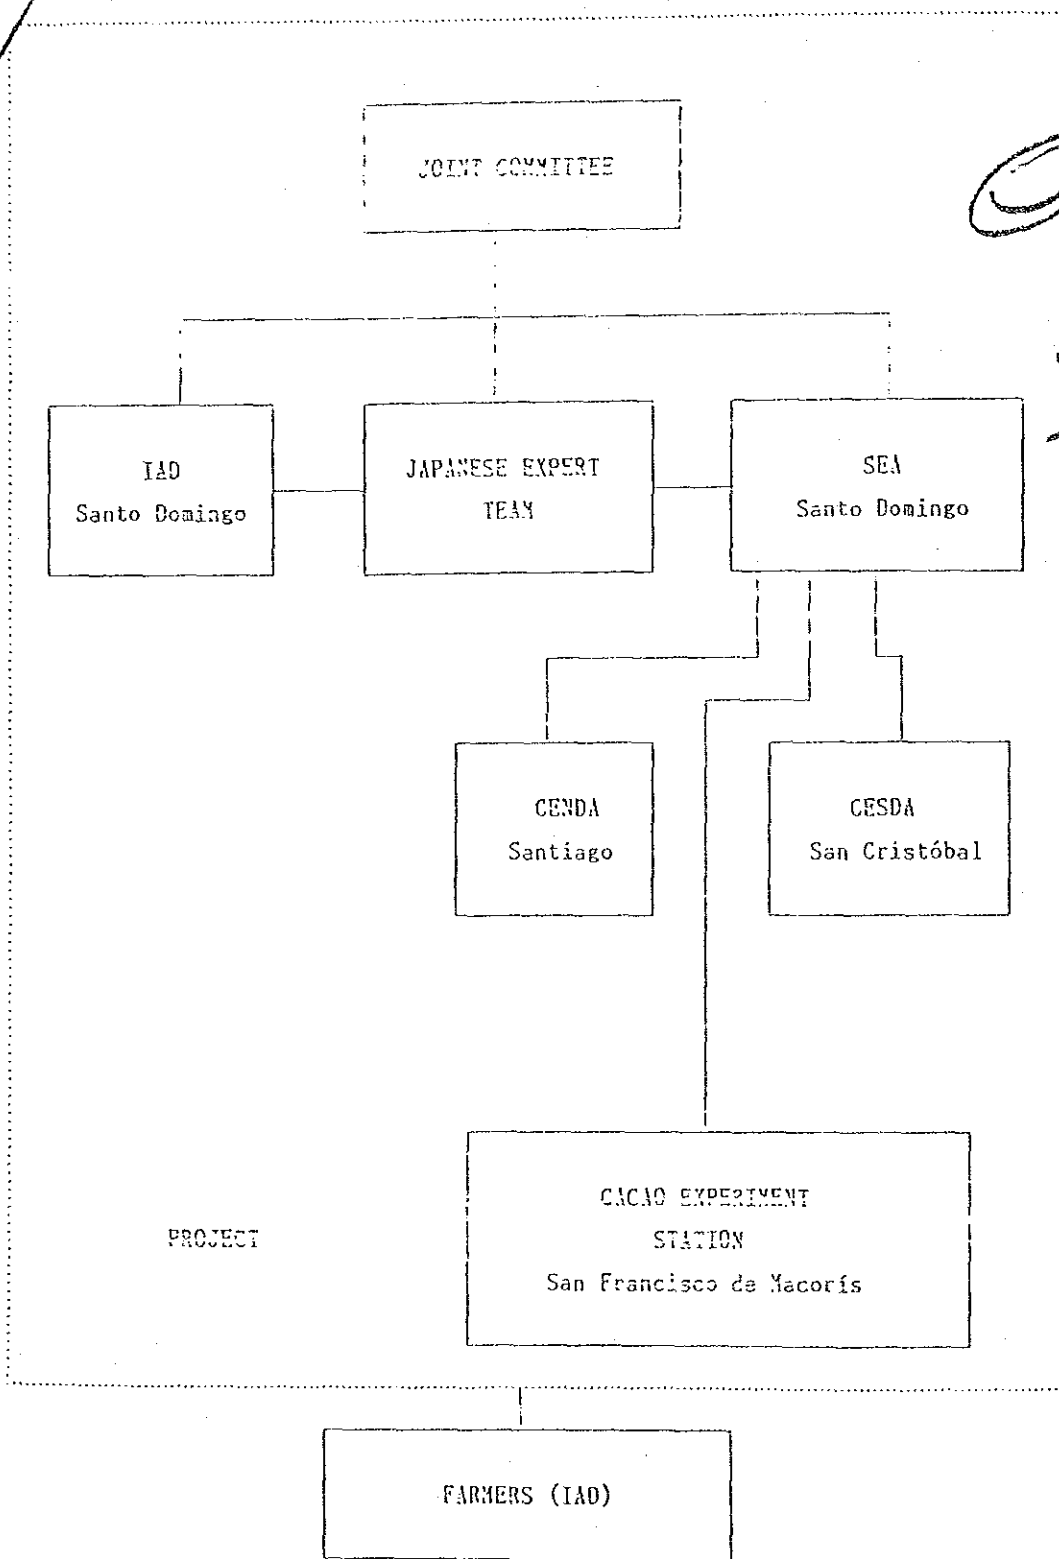 JOINT COMMITTEE
IAD
Santo Domingo
JAPANESE EXPERT
TEAM
SEA
Santo Domingo
CENDA
Santiago
CESDA
San Cristóbal
CACAO EXPERIMENT
STATION
San Francisco de Macorís
PROJECT
FARMERS (IAD)